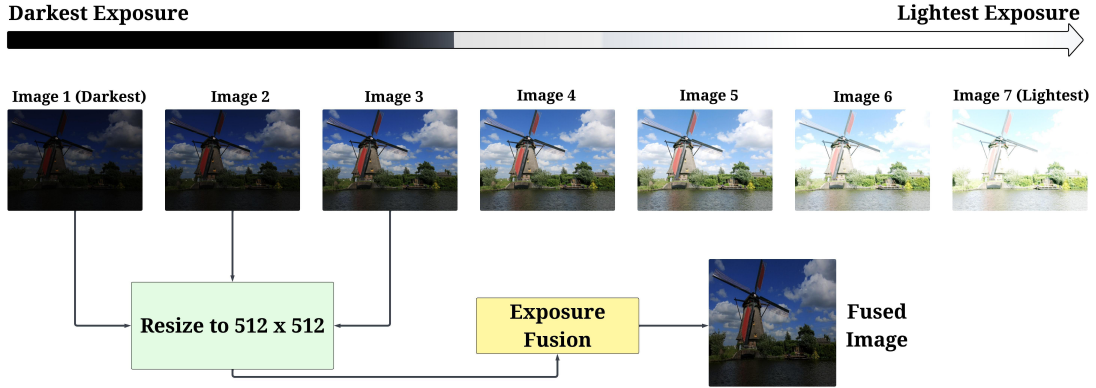 Darkest Exposure
Lightest Exposure
Image 1 (Darkest)
Image 2
Image 3
Image 4
Image 5
Image 6
Image 7 (Lightest)
Resize to 512 x 512
Exposure
Fusion
Fused
Image